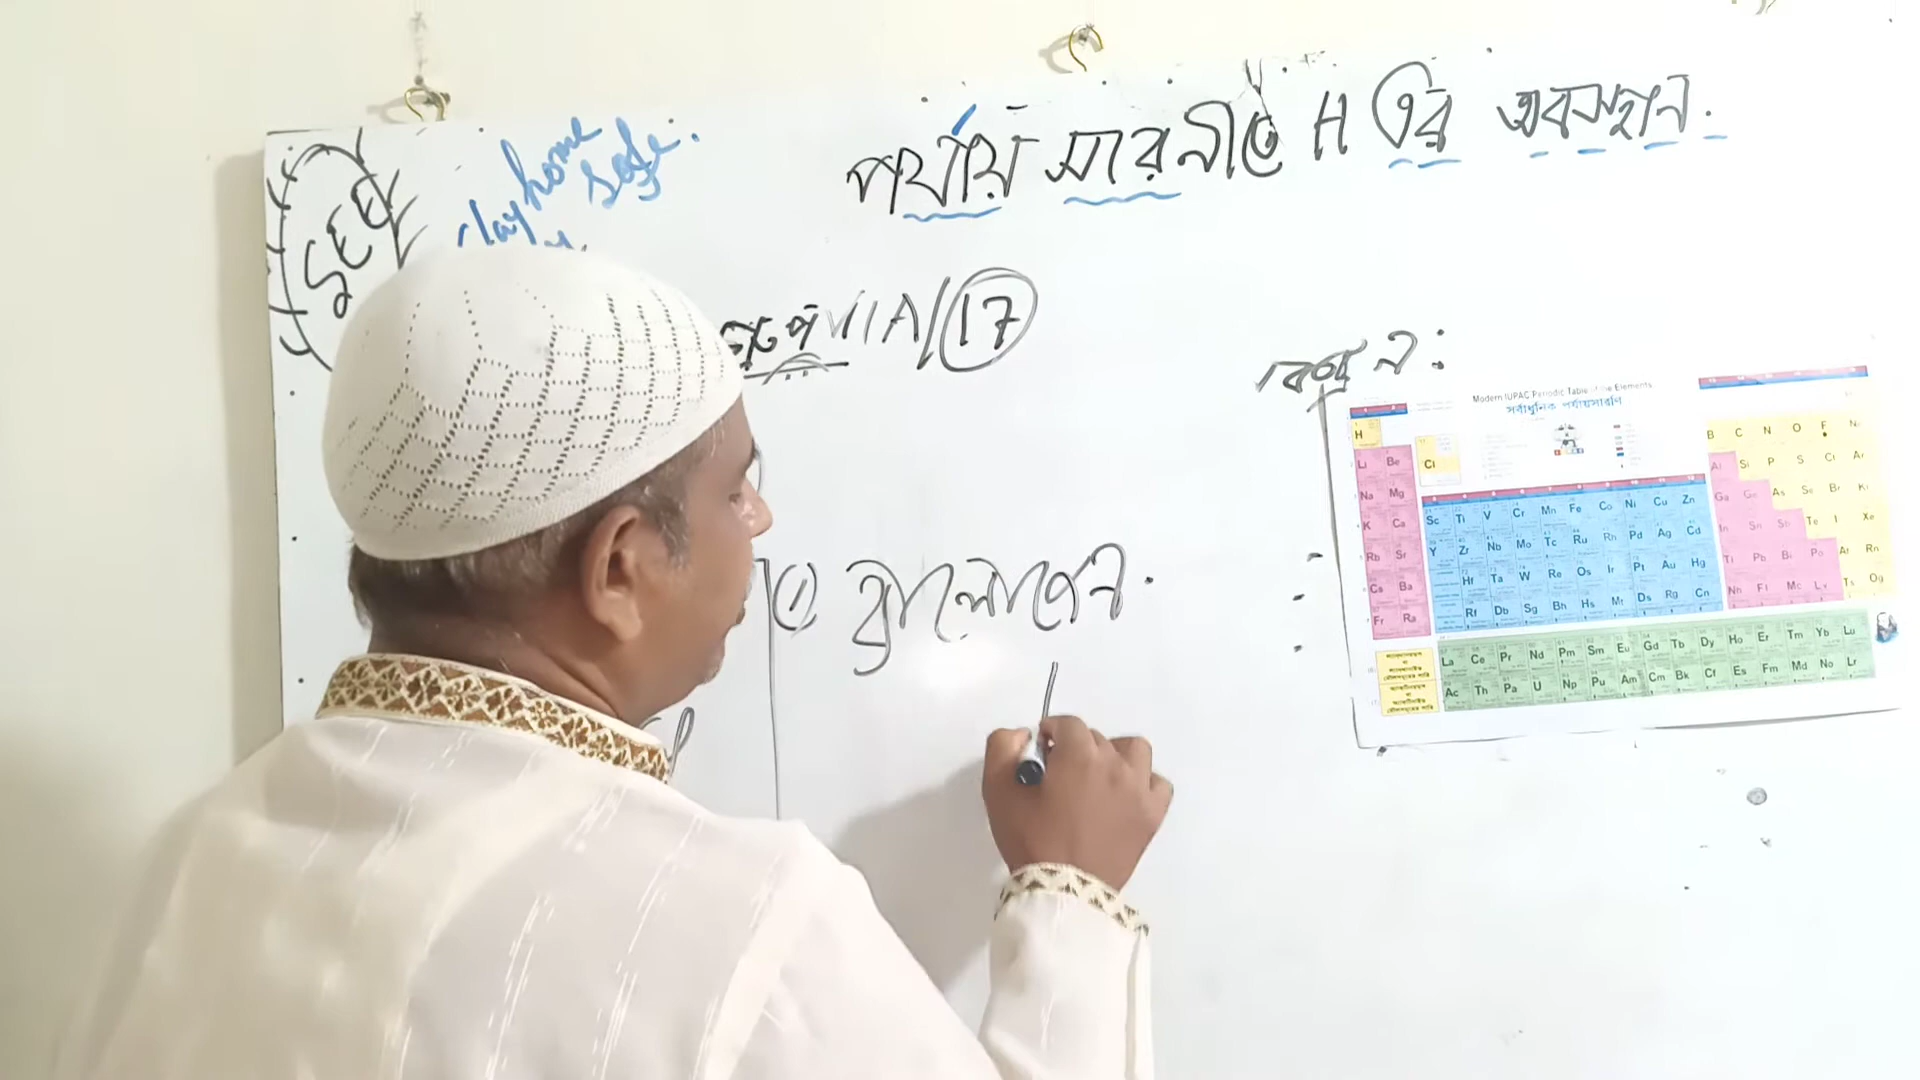 SEE
home safe.
পর্যায় সারনীতে H এর অবস্থান.
গ্রুপ VIIA/17
① হ্যালোজেন.
Modern IUPAC Periodic Table of the Elements
সর্বাধুনিক পর্যায়সারণি
H
B C N O F Ne
Li Be Cl Al Si P S Cl Ar
Na Mg Ga Ge As Se Br Kr
K Ca Sc Ti V Cr Mn Fe Co Ni Cu Zn In Sn Sb Te I Xe
Rb Sr Y Zr Nb Mo Tc Ru Rh Pd Ag Cd Tl Pb Bi Po At Rn
Cs Ba Hf Ta W Re Os Ir Pt Au Hg Nh Fl Mc Lv Ts Og
Fr Ra Rf Db Sg Bh Hs Mt Ds Rg Cn
La Ce Pr Nd Pm Sm Eu Gd Tb Dy Ho Er Tm Yb Lu
Ac Th Pa U Np Pu Am Cm Bk Cf Es Fm Md No Lr